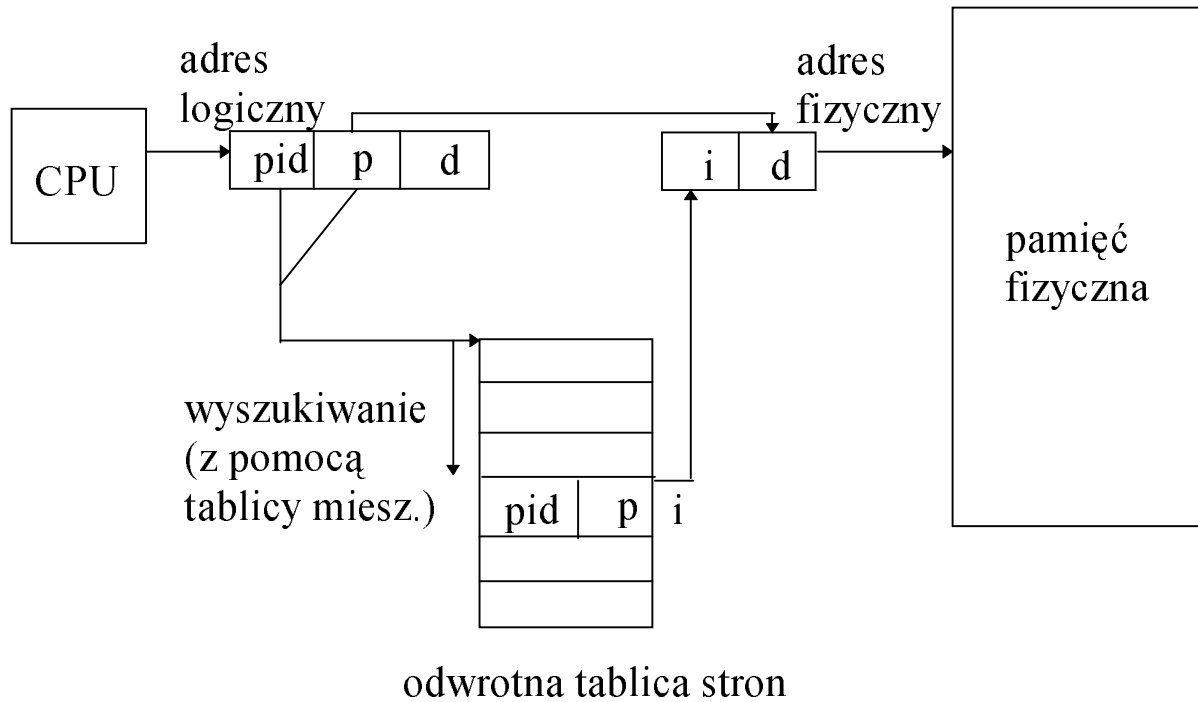 adres
logiczny
adres
fizyczny
CPU
pid p d
i d
pamięć
fizyczna
wyszukiwanie
(z pomocą
tablicy miesz.)
pid p i
odwrotna tablica stron